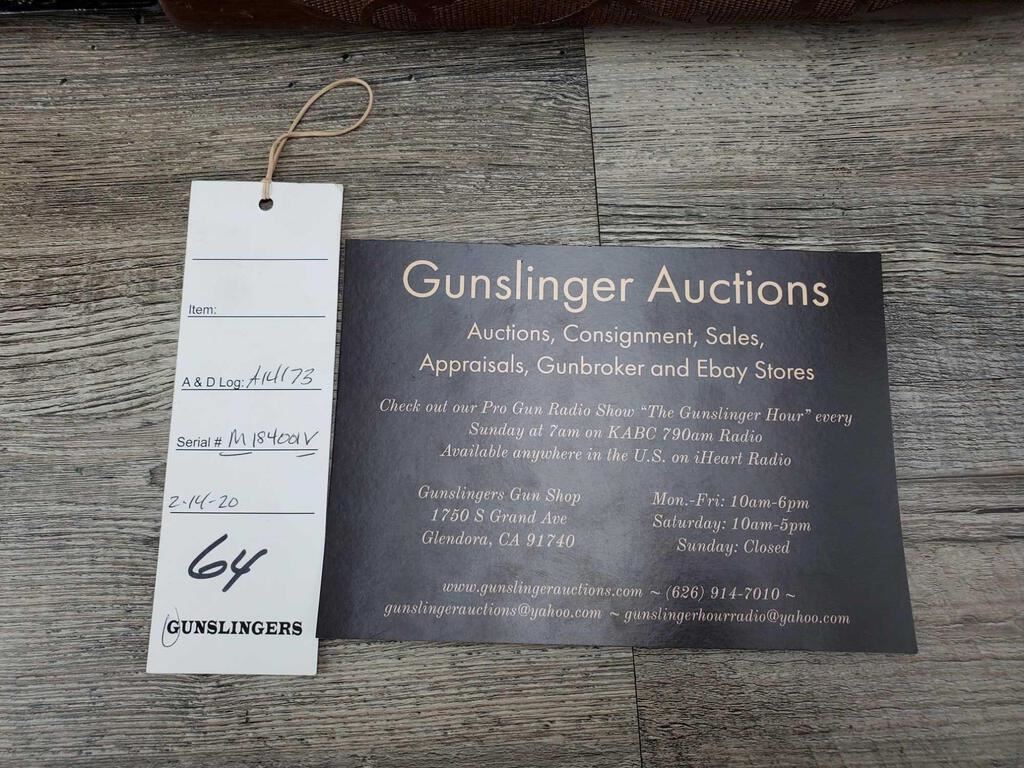 Item:
A & D Log: A14173
Serial # M18400IV
2-14-20
64
GUNSLINGERS
Gunslinger Auctions
Auctions, Consignment, Sales,
Appraisals, Gunbroker and Ebay Stores
Check out our Pro Gun Radio Show "The Gunslinger Hour" every
Sunday at 7am on KABC 790am Radio
Available anywhere in the U.S. on iHeart Radio
Gunslingers Gun Shop
1750 S Grand Ave
Glendora, CA 91740
Mon.-Fri: 10am-6pm
Saturday: 10am-5pm
Sunday: Closed
www.gunslingerauctions.com ~ (626) 914-7010 ~
gunslingerauctions@yahoo.com ~ gunslingerhourradio@yahoo.com